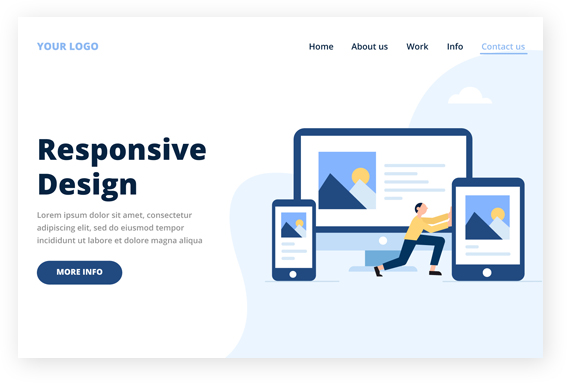 YOUR LOGO
Home About us Work Info Contact us
Responsive
Design
Lorem ipsum dolor sit amet, consectetur
adipiscing elit, sed do eiusmod tempor
incididunt ut labore et dolore magna aliqua
MORE INFO